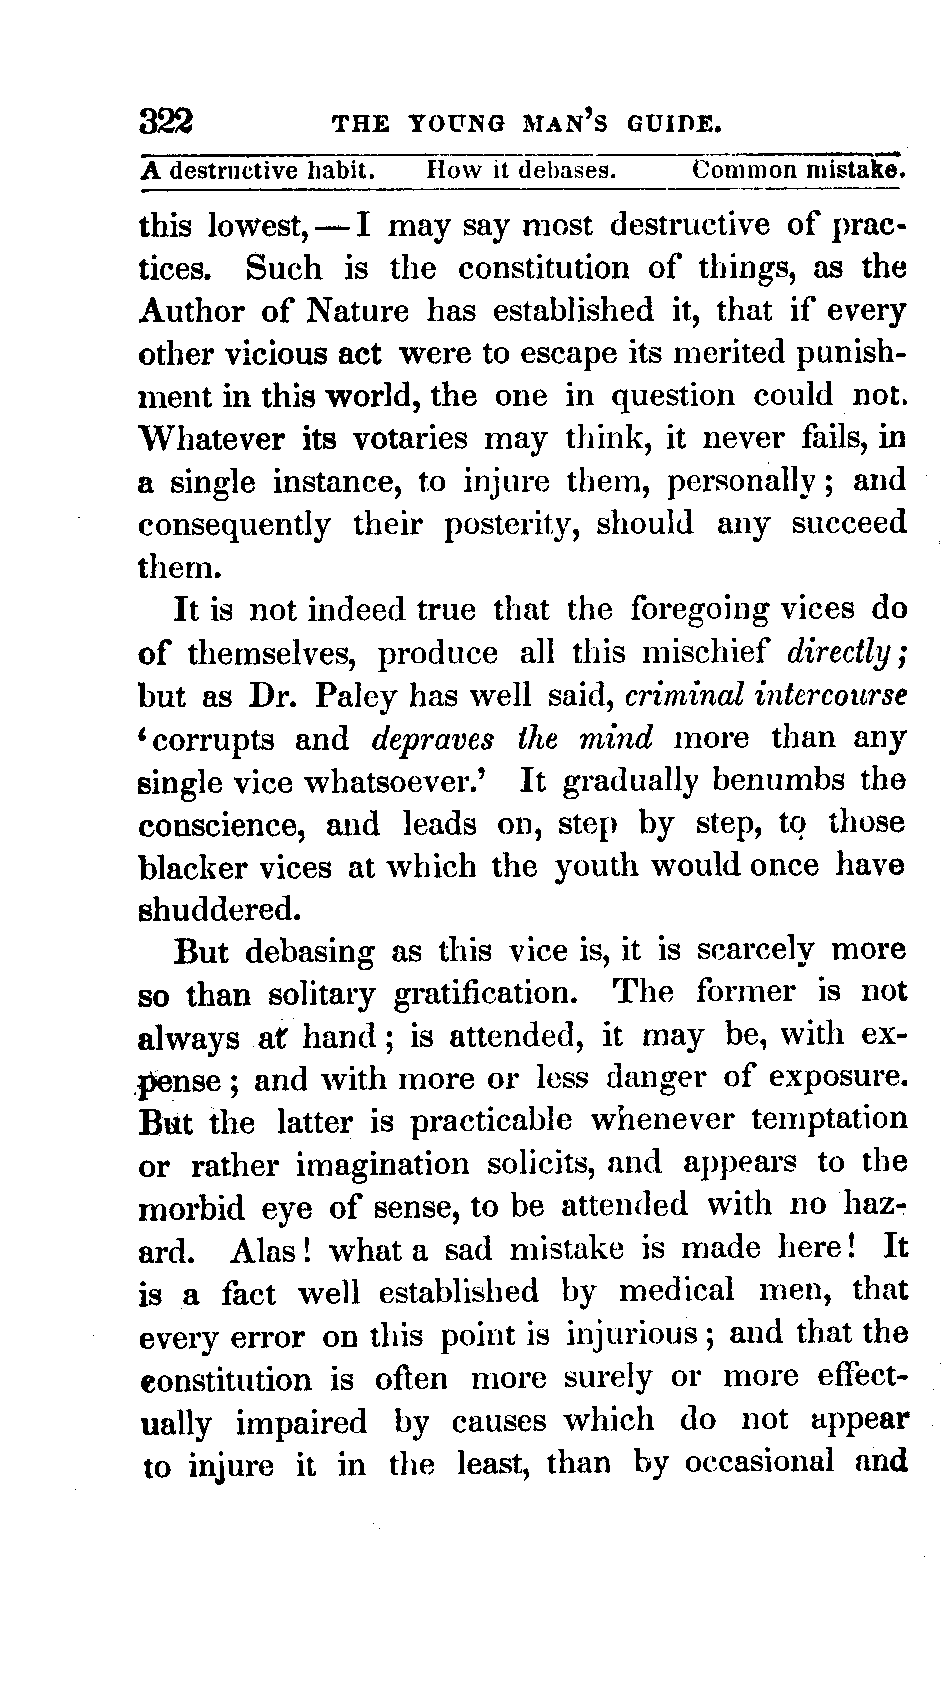 322 THE YOUNG MAN'S GUIDE.
A destructive habit. How it debases. Common mistake.
this lowest,—I may say most destructive of prac-
tices. Such is the constitution of things, as the
Author of Nature has established it, that if every
other vicious act were to escape its merited punish-
ment in this world, the one in question could not.
Whatever its votaries may think, it never fails, in
a single instance, to injure them, personally; and
consequently their posterity, should any succeed
them.
It is not indeed true that the foregoing vices do
of themselves, produce all this mischief directly;
but as Dr. Paley has well said, criminal intercourse
'corrupts and depraves the mind more than any
single vice whatsoever.' It gradually benumbs the
conscience, and leads on, step by step, to those
blacker vices at which the youth would once have
shuddered.
But debasing as this vice is, it is scarcely more
so than solitary gratification. The former is not
always at hand; is attended, it may be, with ex-
pense; and with more or less danger of exposure.
But the latter is practicable whenever temptation
or rather imagination solicits, and appears to the
morbid eye of sense, to be attended with no haz-
ard. Alas! what a sad mistake is made here! It
is a fact well established by medical men, that
every error on this point is injurious; and that the
constitution is often more surely or more effect-
ually impaired by causes which do not appear
to injure it in the least, than by occasional and